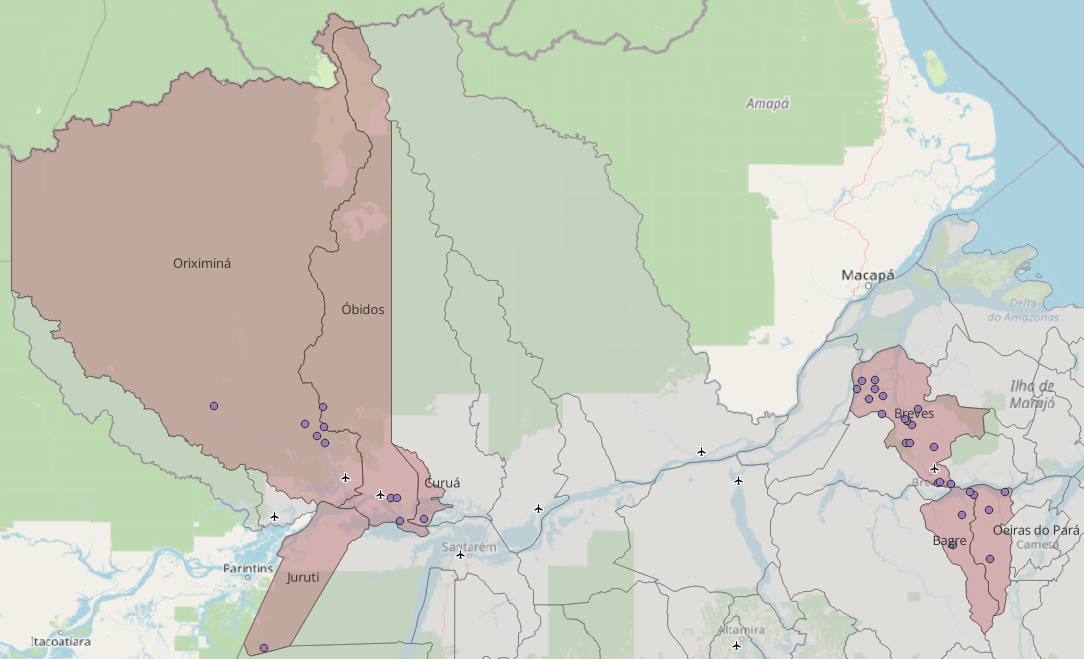 Amapá
Oriximiná
Macapá
Óbidos
Delta
do Amazonas
Ilha de
Marajó
Breves
Curuá
Oeiras do Pará
Bagre
Cametá
Santarém
Parintins
Juruti
Altamira
Itacoatiara